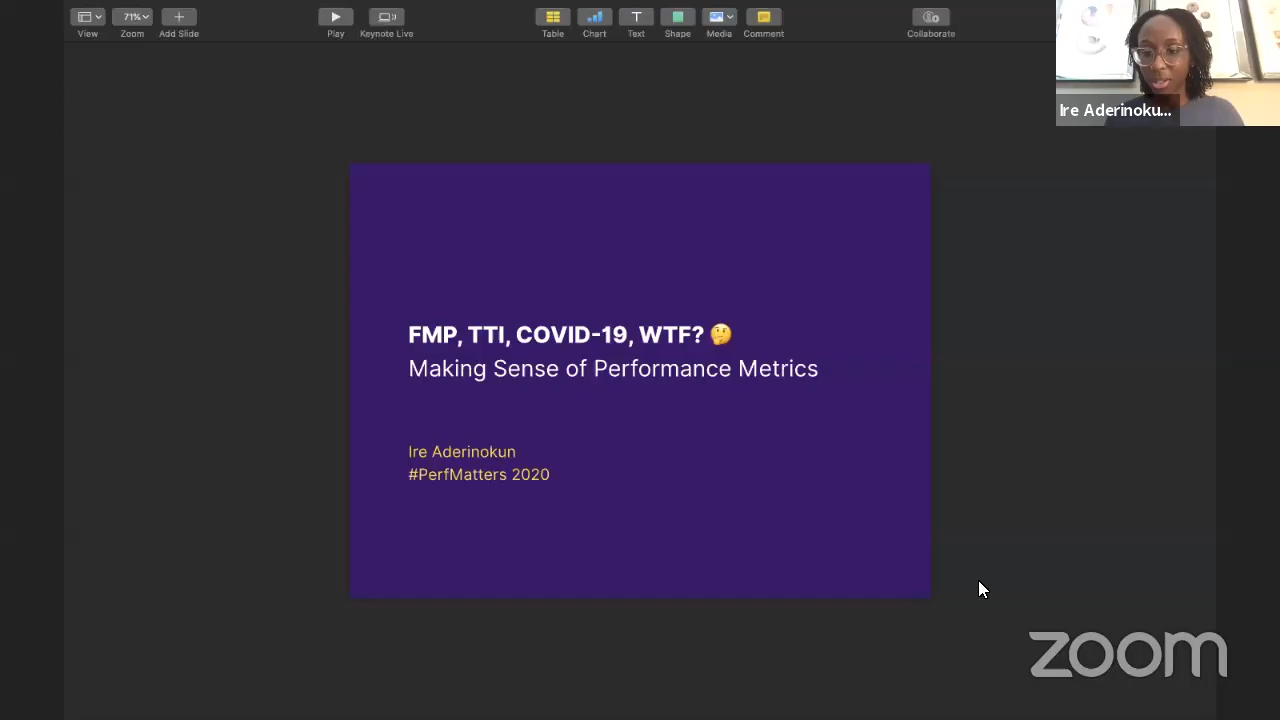 71%
View
Zoom
Add Slide
Play
Keynote Live
Table
Chart
Text
Shape
Media
Comment
Collaborate
Ire Aderinoku...
FMP, TTI, COVID-19, WTF? 🤔
Making Sense of Performance Metrics
Ire Aderinokun
#PerfMatters 2020
zoom